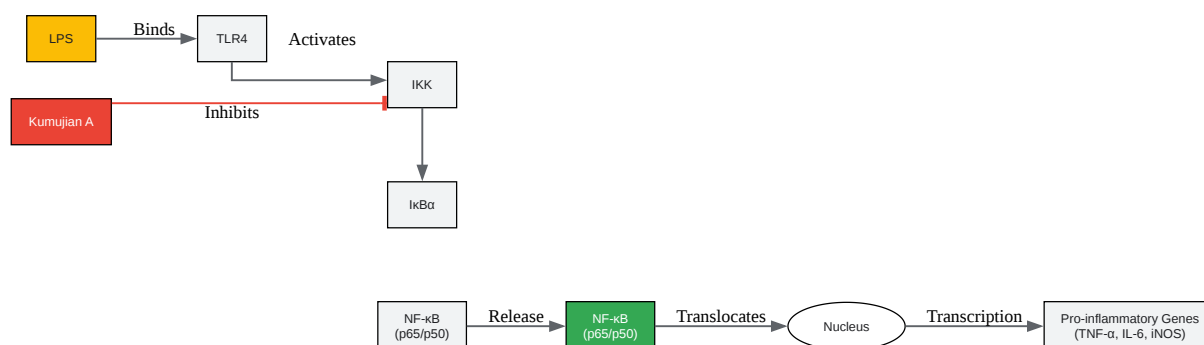 LPS
Binds
TLR4
Activates
IKK
Kumujian A
Inhibits
IκBα
NF-κB
(p65/p50)
Release
NF-κB
(p65/p50)
Translocates
Nucleus
Transcription
Pro-inflammatory Genes
(TNF-α, IL-6, iNOS)